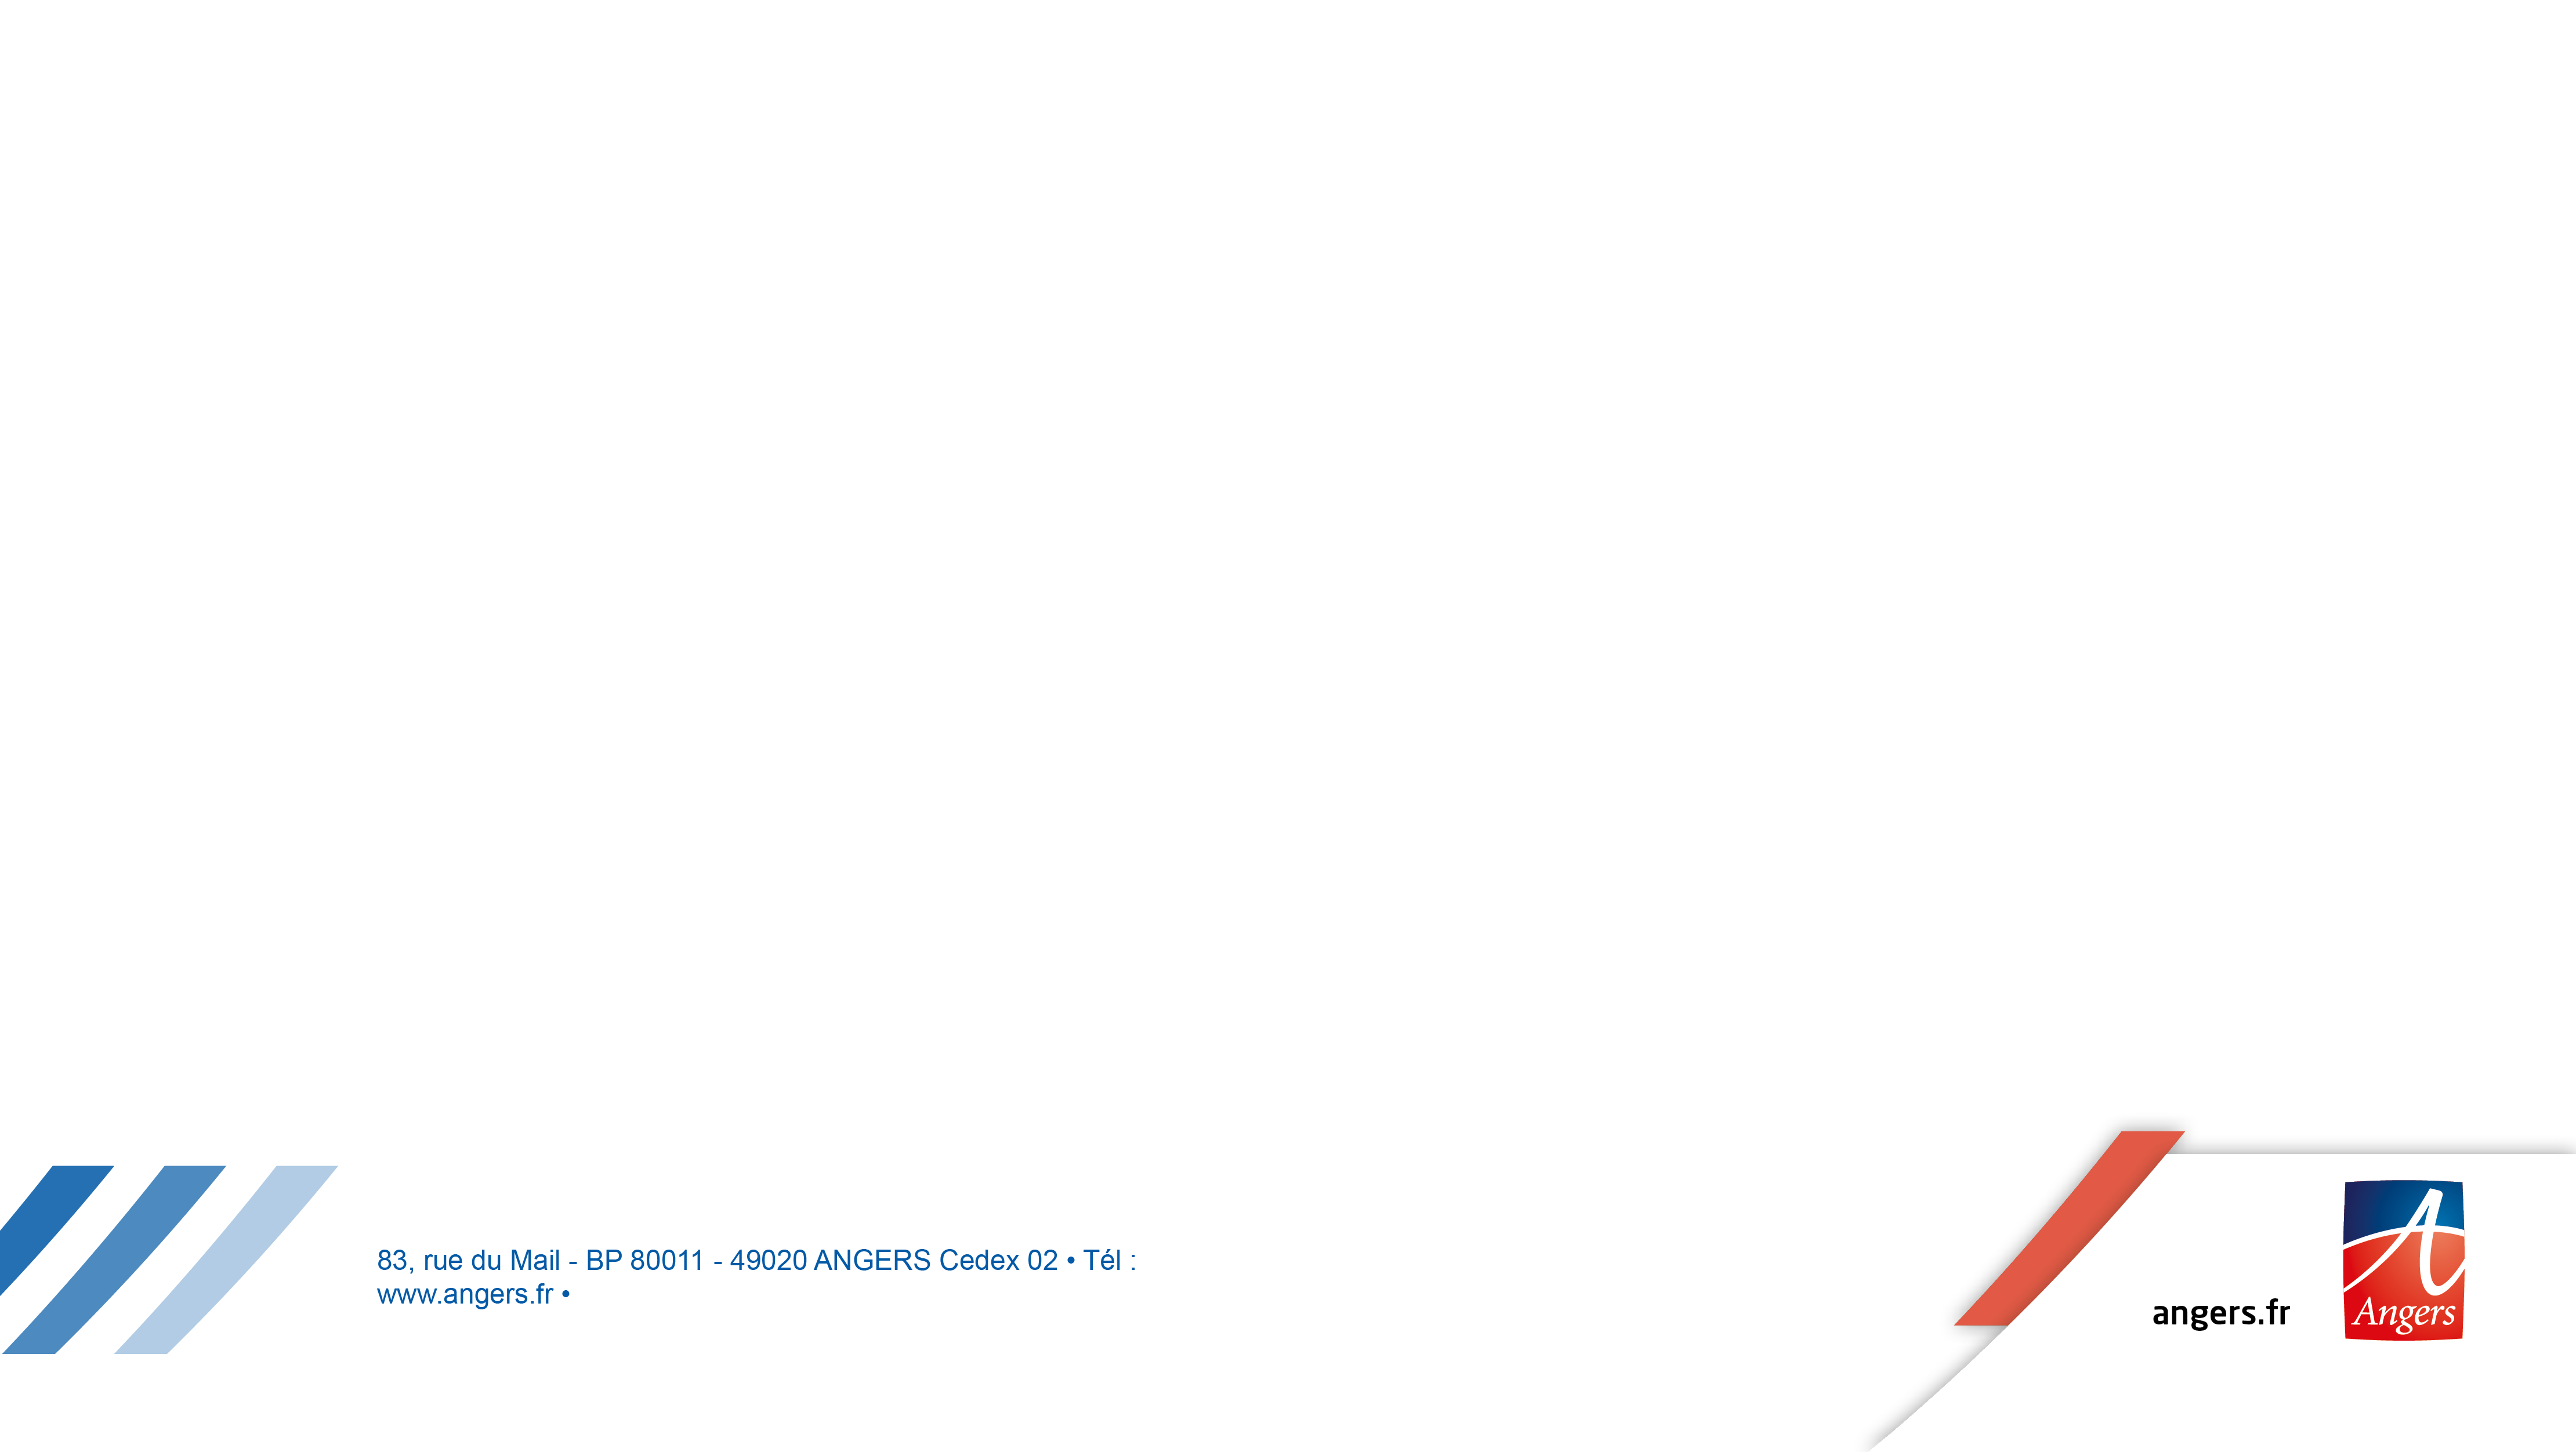 83, rue du Mail - BP 80011 - 49020 ANGERS Cedex 02 • Tél :
www.angers.fr •
angers.fr
A
Angers